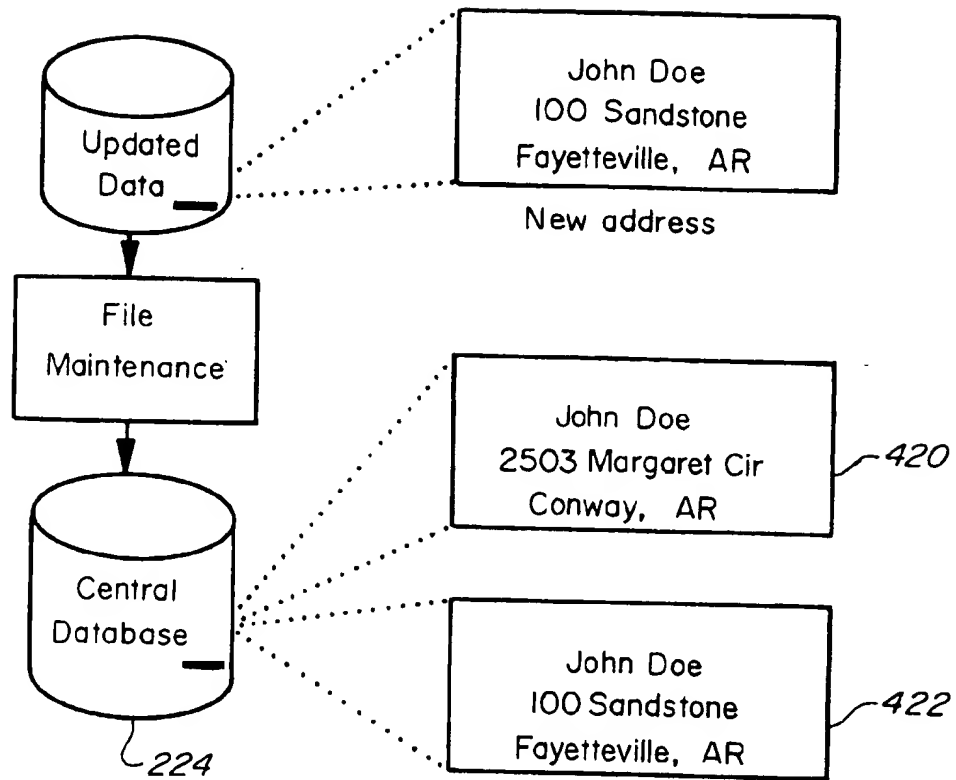 Updated
Data
John Doe
100 Sandstone
Fayetteville, AR
New address
File
Maintenance
John Doe
2503 Margaret Cir
Conway, AR
420
Central
Database
John Doe
100 Sandstone
Fayetteville, AR
422
224